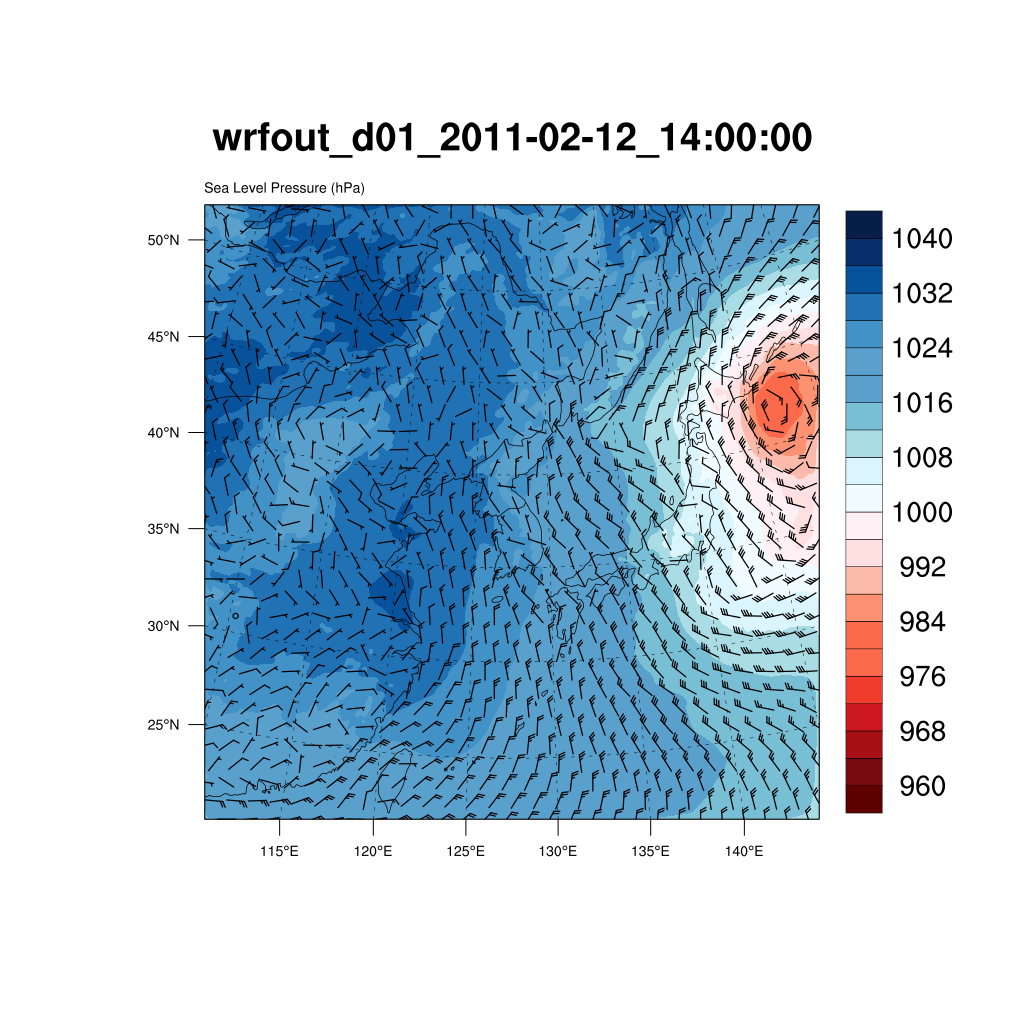 wrfout_d01_2011-02-12_14:00:00
Sea Level Pressure (hPa)
50°N
45°N
40°N
35°N
30°N
25°N
115°E
120°E
125°E
130°E
135°E
140°E
1040
1032
1024
1016
1008
1000
992
984
976
968
960